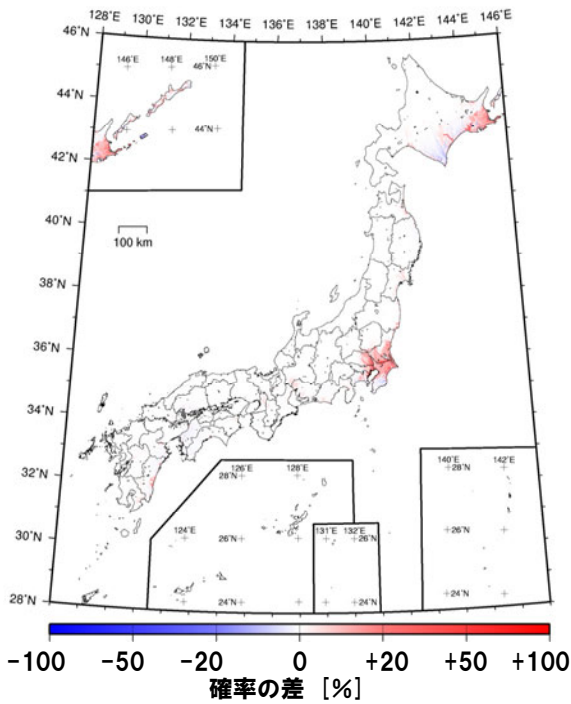 128˚E 130˚E 132˚E 134˚E 136˚E 138˚E 140˚E 142˚E 144˚E 146˚E
46˚N
146˚E 148˚E 150˚E
46˚N
44˚N
44˚N
42˚N
40˚N
100 km
38˚N
36˚N
34˚N
32˚N
126˚E 128˚E
28˚N
140˚E 142˚E
28˚N
30˚N
124˚E
26˚N
131˚E 132˚E
26˚N
26˚N
28˚N
24˚N
24˚N
24˚N
-100 -50 -20 0 +20 +50 +100
確率の差 [%]